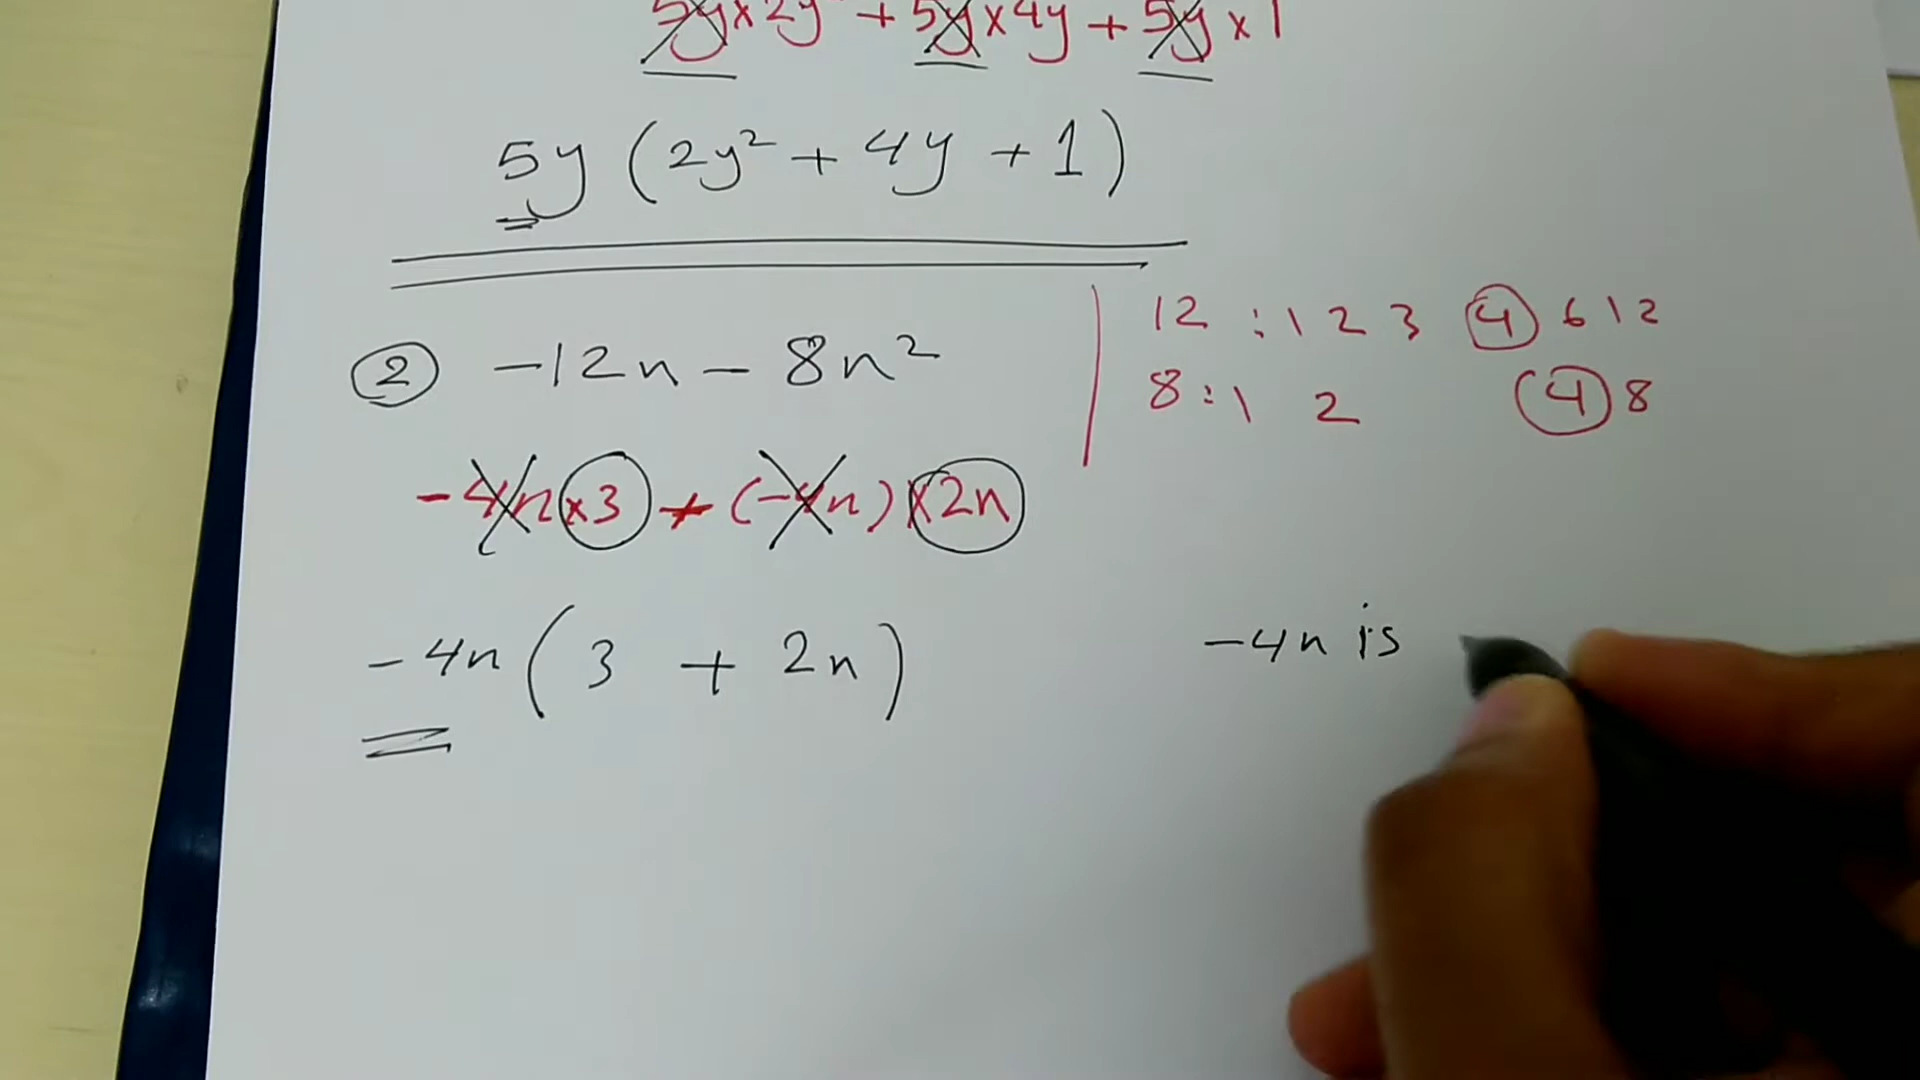 5y×2y² + 5y×4y + 5y×1
5y (2y² + 4y + 1)
12 : 1 2 3 4 6 12
② -12n - 8n²
8 : 1 2 4 8
-4n×3 + (-4n)×2n
-4n (3 + 2n)
-4n is